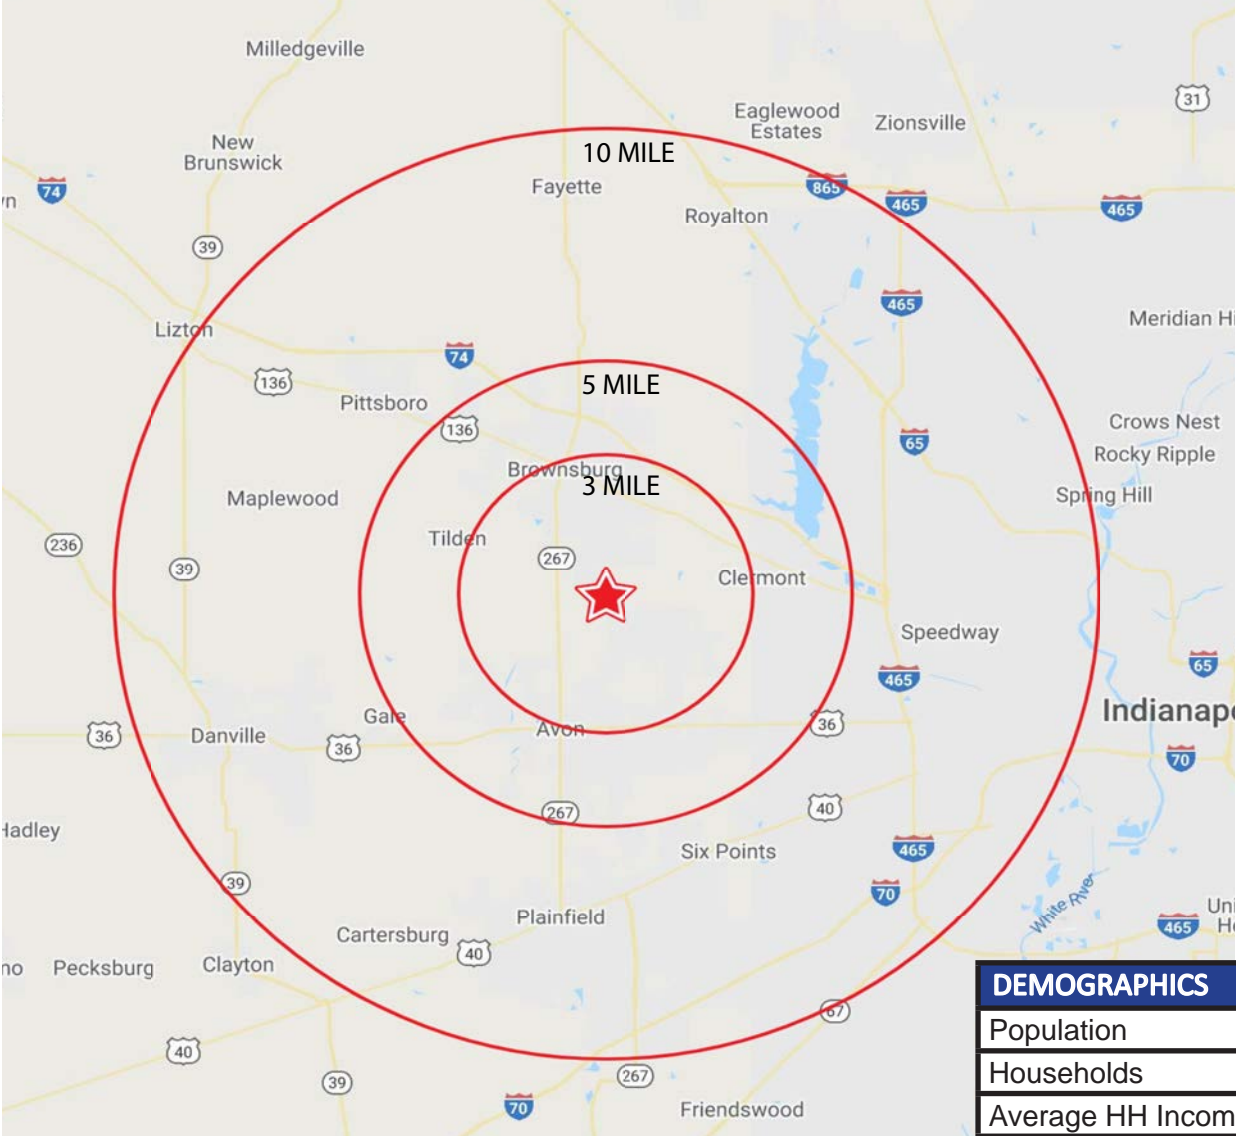 Milledgeville
31
Eaglewood
Estates
Zionsville
New
Brunswick
10 MILE
74
Fayette
865
465
465
Royalton
39
465
Meridian Hi
Lizton
74
136
5 MILE
Pittsboro
136
Crows Nest
65
Rocky Ripple
Brownsburg
3 MILE
Maplewood
Spring Hill
Tilden
236
267
39
Clermont
Speedway
65
465
Indianap
Gale
36
Avon
36
Danville
36
70
267
40
Hadley
Six Points
465
39
70
White River
Uni
Plainfield
465
H
Cartersburg
40
no
Pecksburg
Clayton
DEMOGRAPHICS
67
Population
40
Households
39
267
70
Friendswood
Average HH Incom